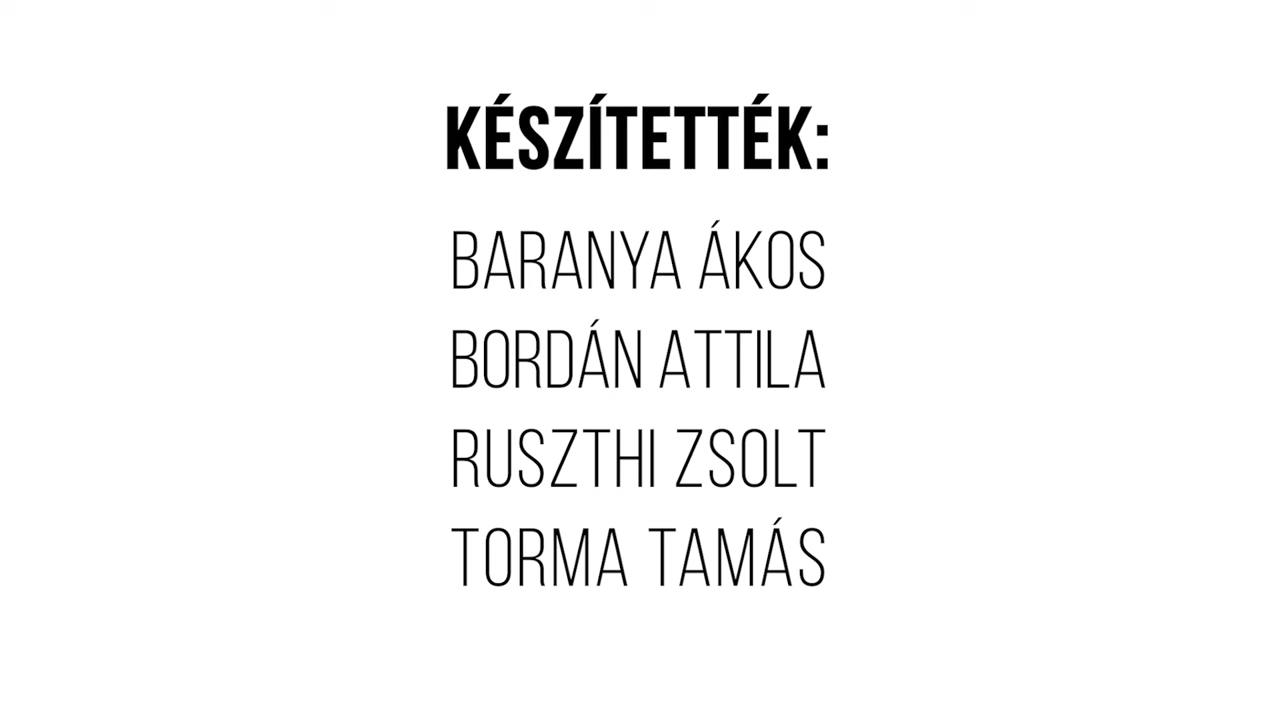 KÉSZÍTETTÉK:
BARANYA ÁKOS
BORDÁN ATTILA
RUSZTHI ZSOLT
TORMA TAMÁS